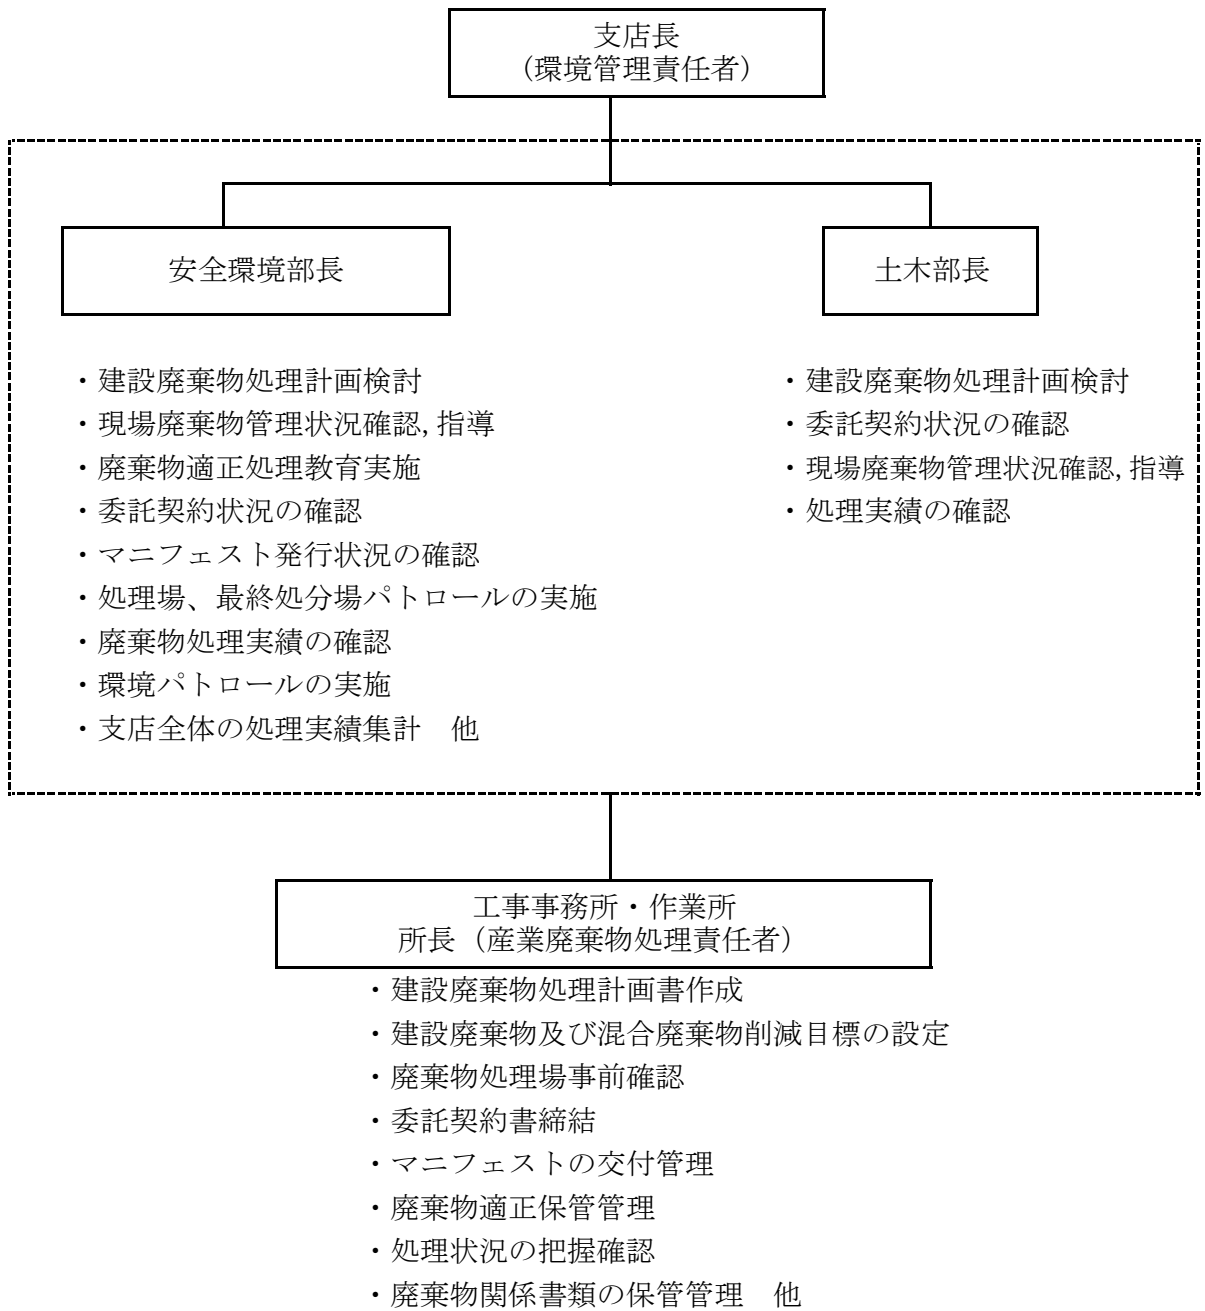 支店長
（環境管理責任者）
安全環境部長
・建設廃棄物処理計画検討
・現場廃棄物管理状況確認,指導
・廃棄物適正処理教育実施
・委託契約状況の確認
・マニフェスト発行状況の確認
・処理場、最終処分場パトロールの実施
・廃棄物処理実績の確認
・環境パトロールの実施
・支店全体の処理実績集計　他
土木部長
・建設廃棄物処理計画検討
・委託契約状況の確認
・現場廃棄物管理状況確認,指導
・処理実績の確認
工事事務所・作業所
所長（産業廃棄物処理責任者）
・建設廃棄物処理計画書作成
・建設廃棄物及び混合廃棄物削減目標の設定
・廃棄物処理場事前確認
・委託契約書締結
・マニフェストの交付管理
・廃棄物適正保管管理
・処理状況の把握確認
・廃棄物関係書類の保管管理　他